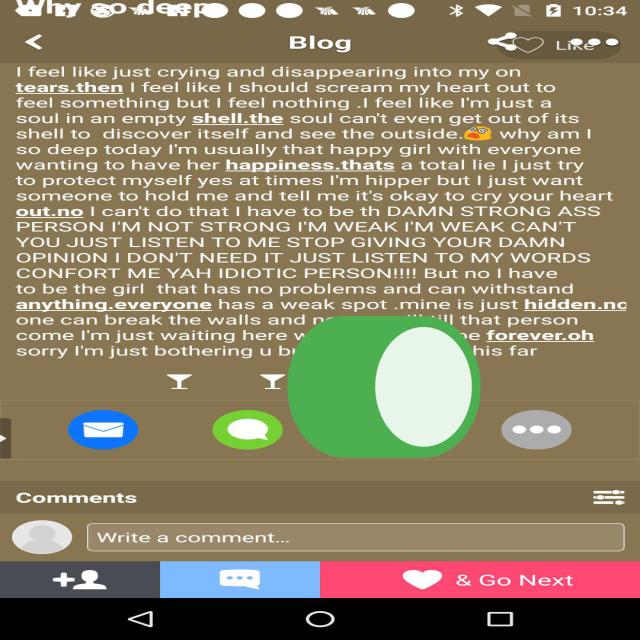 Why so deep
10:34
Blog
Like
I feel like just crying and disappearing into my on
tears.then I feel like I should scream my heart out to
feel something but I feel nothing .I feel like I'm just a
soul in an empty shell.the soul can't even get out of its
shell to discover itself and see the outside. why am I
so deep today I'm usually that happy girl with everyone
wanting to have her happiness.thats a total lie I just try
to protect myself yes at times I'm hipper but I just want
someone to hold me and tell me it's okay to cry your heart
out.no I can't do that I have to be th DAMN STRONG ASS
PERSON I'M NOT STRONG I'M WEAK I'M WEAK CAN'T
YOU JUST LISTEN TO ME STOP GIVING YOUR DAMN
OPINION I DON'T NEED IT JUST LISTEN TO MY WORDS
CONFORT ME YAH IDIOTIC PERSON!!!! But no I have
to be the girl that has no problems and can withstand
anything.everyone has a weak spot .mine is just hidden.no
one can break the walls and till that person
come I'm just waiting here forever.oh
sorry I'm just bothering u this far
Comments
Write a comment...
& Go Next